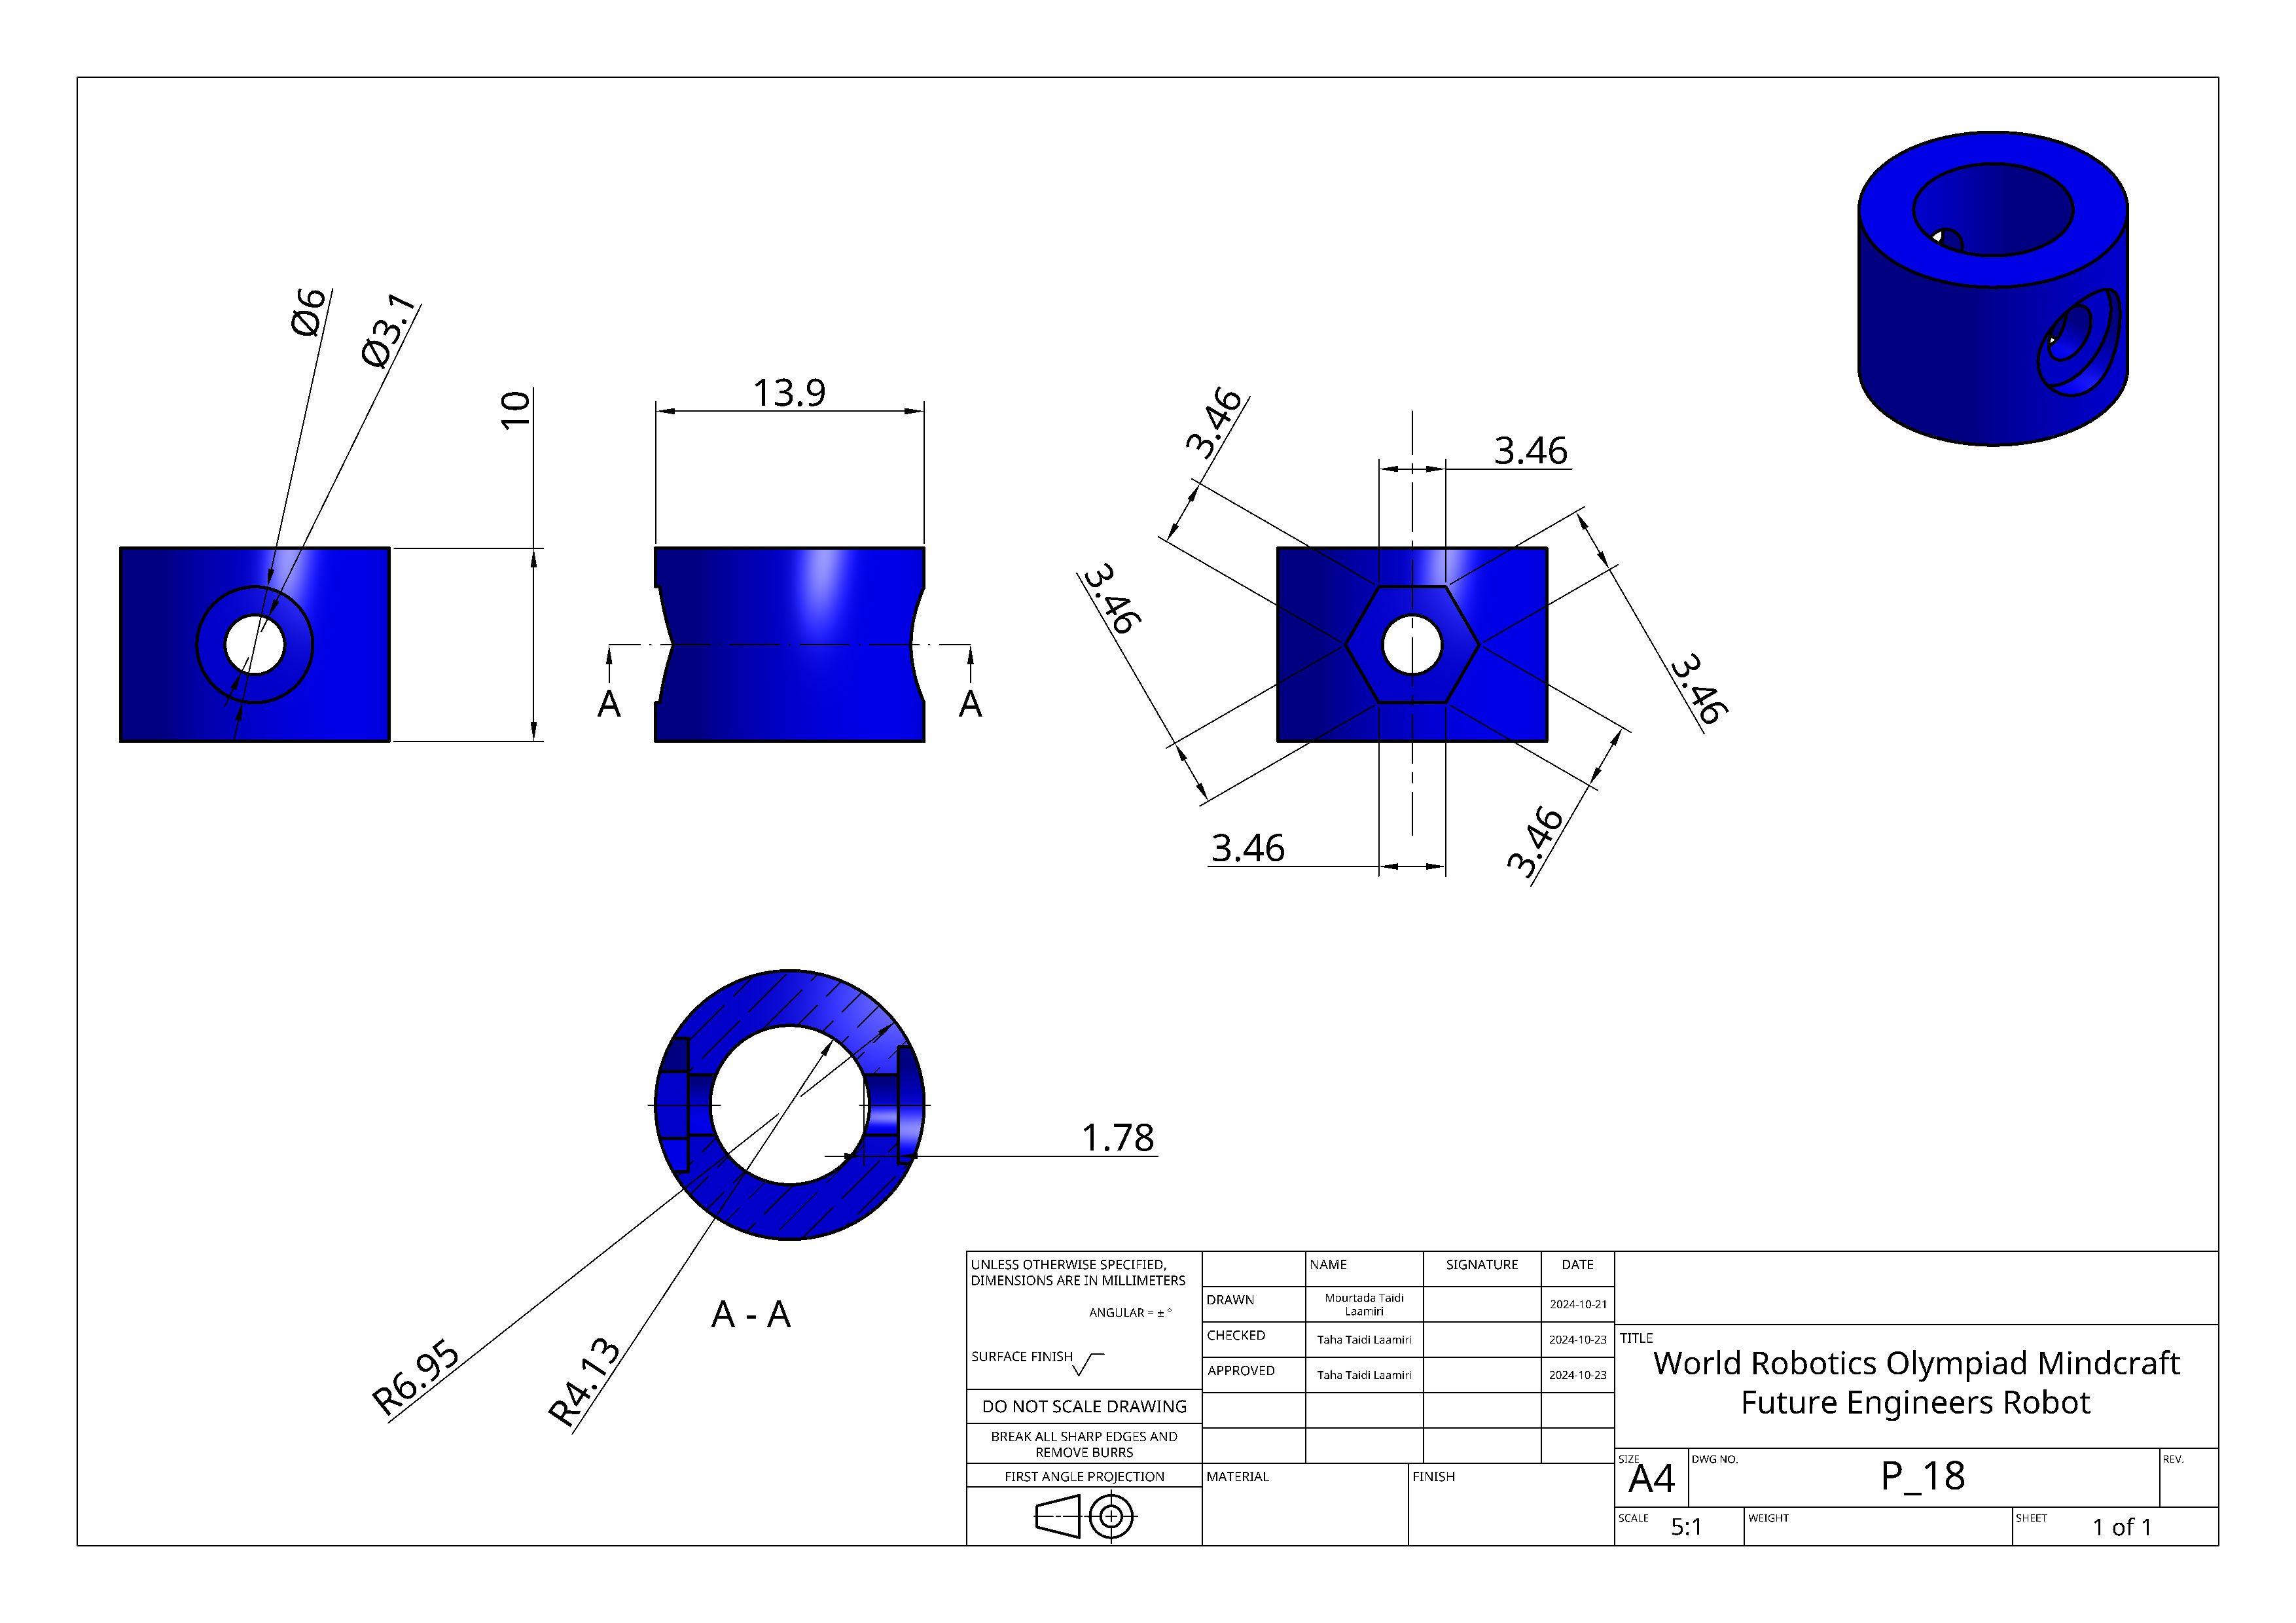 Ø6
Ø3.1
10
13.9
A
A
3.46
3.46
3.46
3.46
3.46
3.46
1.78
R6.95
R4.13
A - A
UNLESS OTHERWISE SPECIFIED,
DIMENSIONS ARE IN MILLIMETERS
ANGULAR = ± °
SURFACE FINISH
DO NOT SCALE DRAWING
BREAK ALL SHARP EDGES AND
REMOVE BURRS
FIRST ANGLE PROJECTION
NAME SIGNATURE DATE
DRAWN Mourtada Taidi
Laamiri 2024-10-21
CHECKED Taha Taidi Laamiri 2024-10-23
APPROVED Taha Taidi Laamiri 2024-10-23
MATERIAL FINISH
TITLE
World Robotics Olympiad Mindcraft
Future Engineers Robot
SIZE A4 DWG NO. P_18 REV.
SCALE 5:1 WEIGHT SHEET 1 of 1